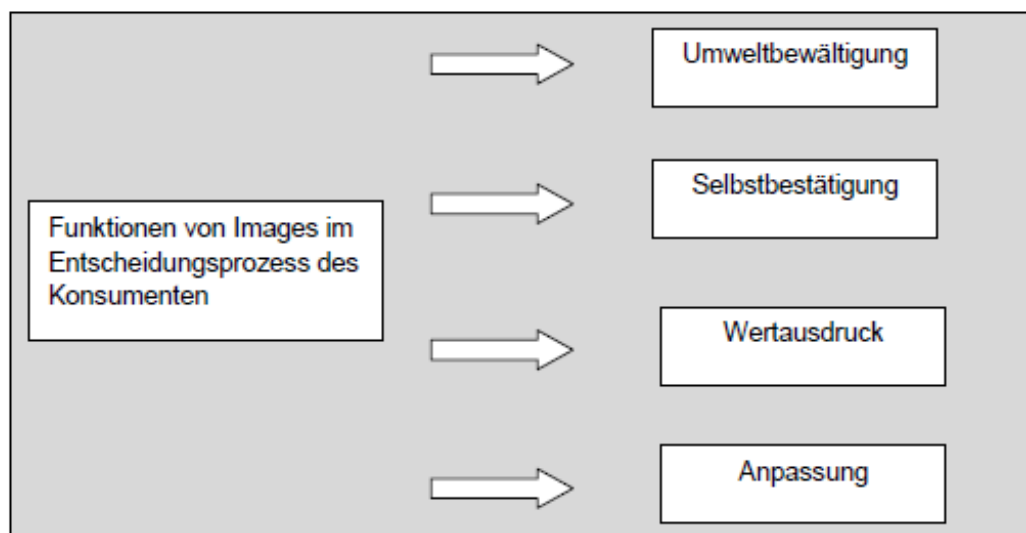 Umweltbewältigung
Selbstbestätigung
Funktionen von Images im
Entscheidungsprozess des
Konsumenten
Wertausdruck
Anpassung